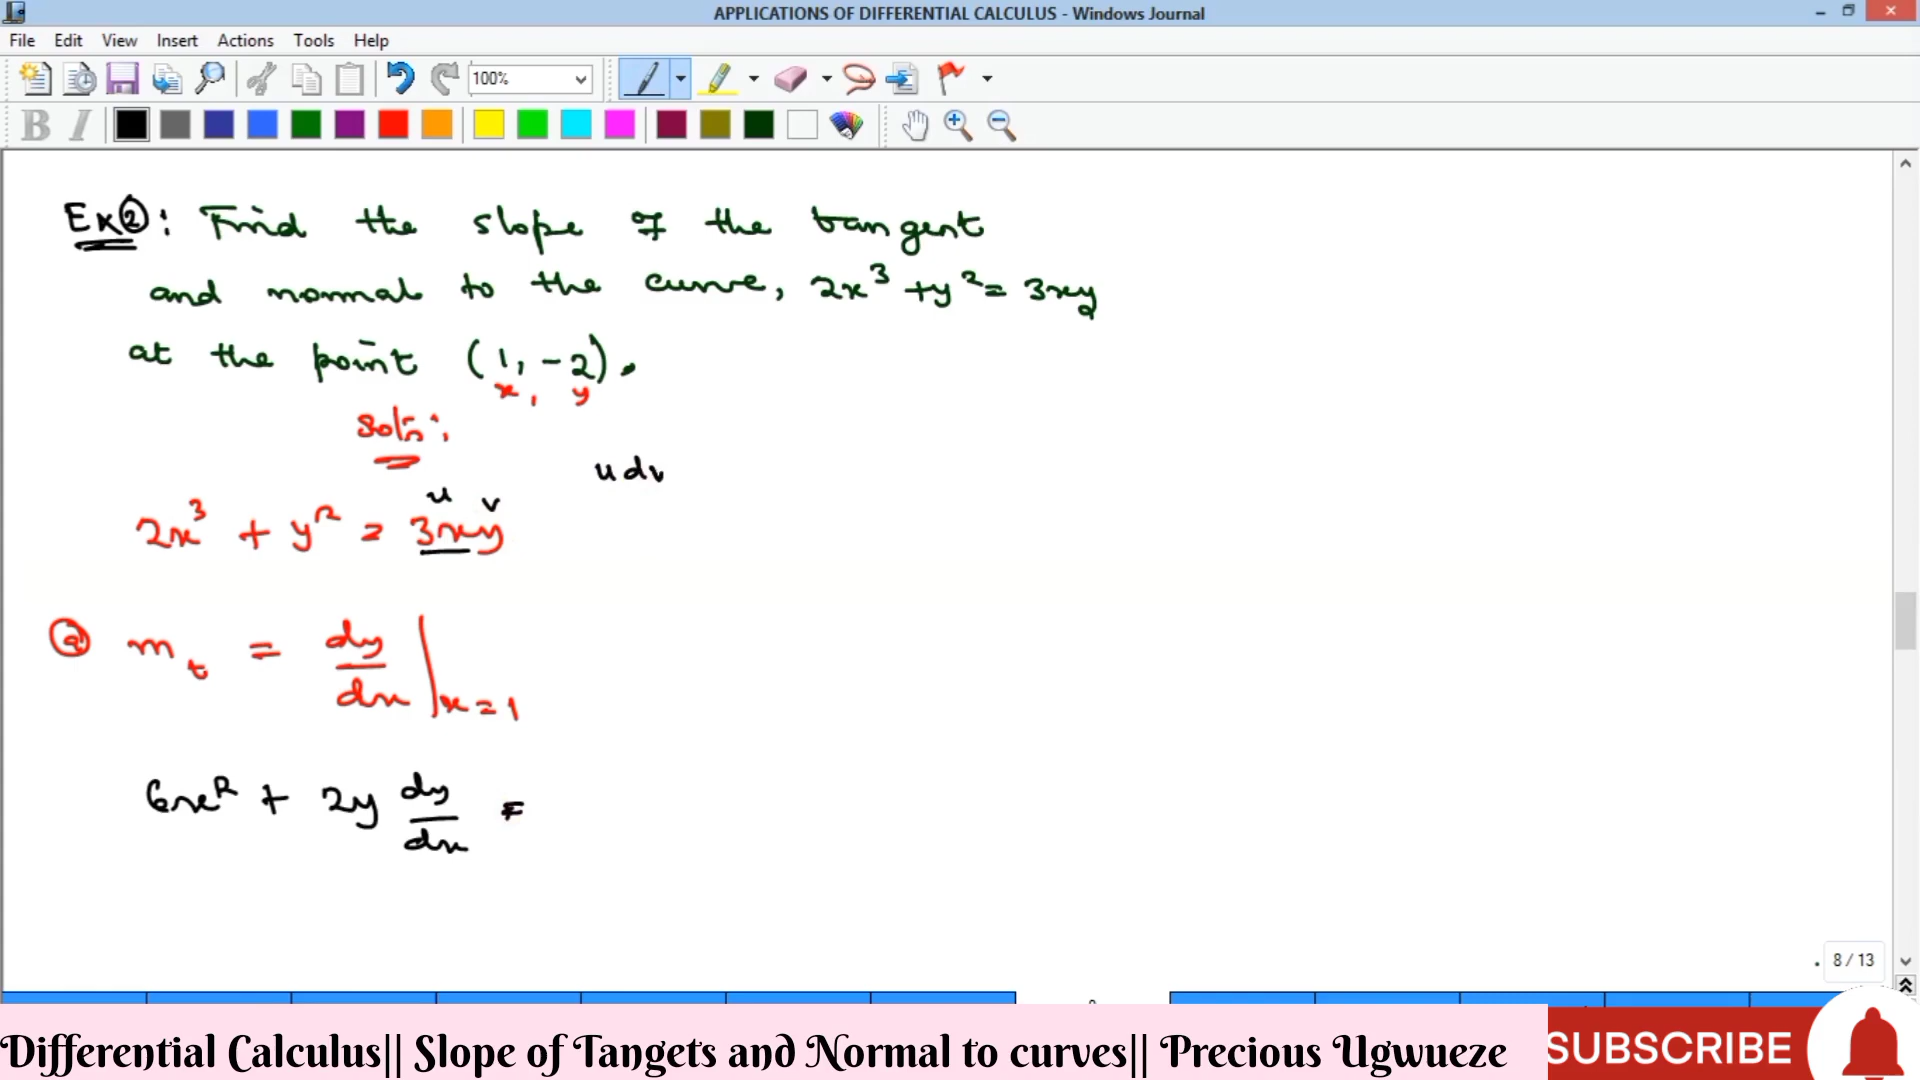 APPLICATIONS OF DIFFERENTIAL CALCULUS - Windows Journal
File Edit View Insert Actions Tools Help
100%
B I
Ex②: Find the slope of the tangent
and normal to the curve, 2x³ + y² = 3xy
at the point (1, -2).
x, y
Soln:
u dv
u v
2x³ + y² = 3xy
ⓐ m_t = dy/dx |x=1
6x² + 2y dy/dx =
8 / 13
Differential Calculus|| Slope of Tangets and Normal to curves|| Precious Ugwueze
SUBSCRIBE